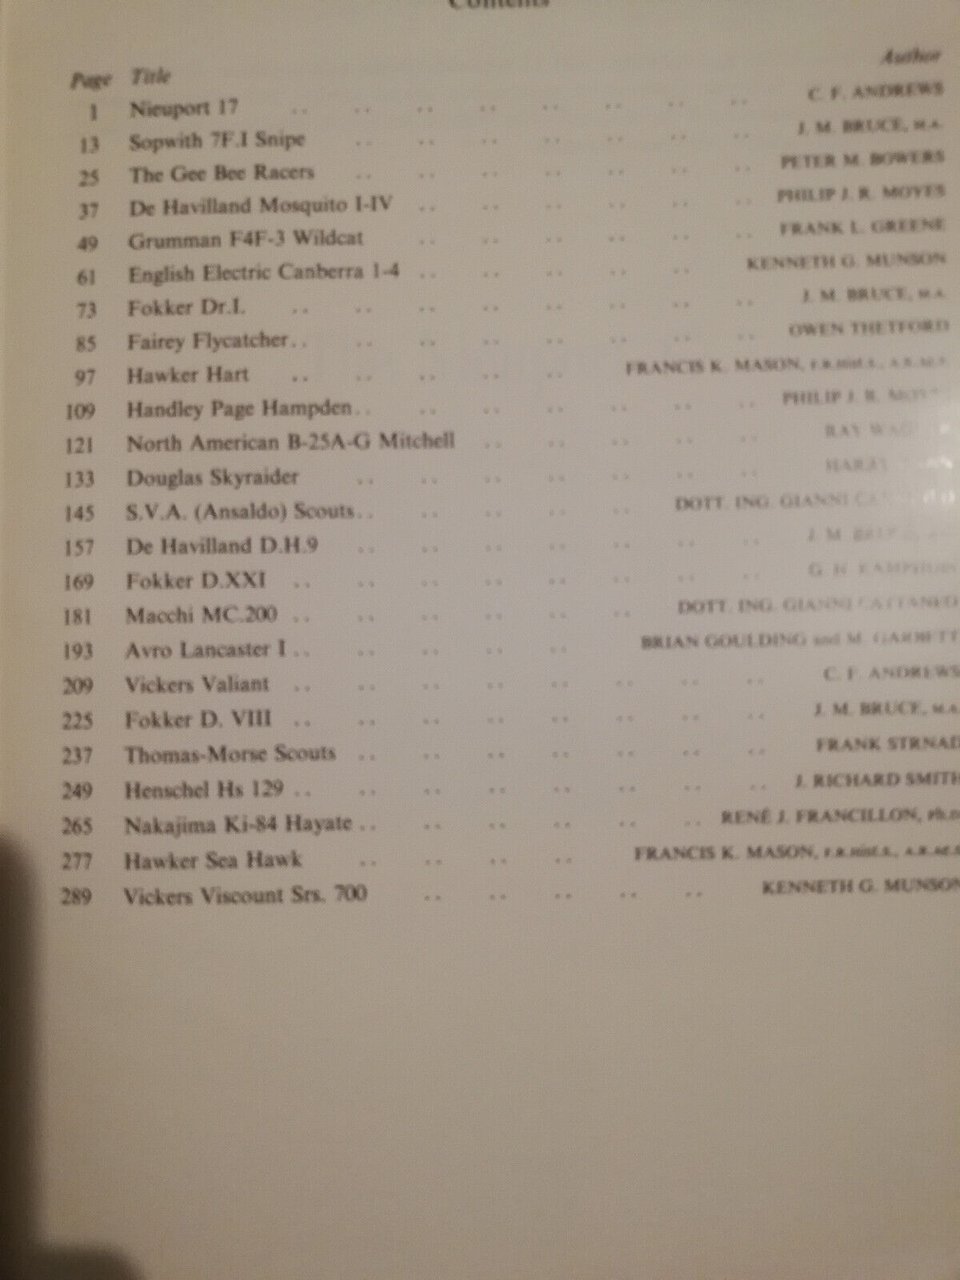 Contents
Page Title Author
1 Nieuport 17 .. .. .. .. .. .. .. .. C. F. ANDREWS
13 Sopwith 7F.I Snipe .. .. .. .. .. .. .. J. M. BRUCE, M.A.
25 The Gee Bee Racers .. .. .. .. .. .. .. PETER M. BOWERS
37 De Havilland Mosquito I-IV .. .. .. .. .. .. PHILIP J. R. MOYES
49 Grumman F4F-3 Wildcat .. .. .. .. .. .. FRANK L. GREENE
61 English Electric Canberra 1-4 .. .. .. .. .. KENNETH G. MUNSON
73 Fokker Dr.I. .. .. .. .. .. .. .. .. J. M. BRUCE, M.A.
85 Fairey Flycatcher .. .. .. .. .. .. .. .. OWEN THETFORD
97 Hawker Hart .. .. .. .. .. FRANCIS K. MASON,
109 Handley Page Hampden .. .. .. .. .. .. .. PHILIP J. R.
121 North American B-25A-G Mitchell .. .. .. .. .. RAY
133 Douglas Skyraider .. .. .. .. .. .. ..
145 S.V.A. (Ansaldo) Scouts .. .. .. .. .. .. DOTT. ING. GIANNI
157 De Havilland D.H.9 .. .. .. .. .. .. .. J. M.
169 Fokker D.XXI .. .. .. .. .. .. .. .. G. H.
181 Macchi MC.200 .. .. .. .. .. .. DOTT. ING. GIANNI CATTANEO
193 Avro Lancaster I .. .. .. .. .. BRIAN GOULDING and M. GARBETT
209 Vickers Valiant .. .. .. .. .. .. .. .. C. F. ANDREWS
225 Fokker D. VIII .. .. .. .. .. .. .. .. J. M. BRUCE, M.A.
237 Thomas-Morse Scouts .. .. .. .. .. .. .. FRANK STRNAD
249 Henschel Hs 129 .. .. .. .. .. .. .. .. J. RICHARD SMITH
265 Nakajima Ki-84 Hayate .. .. .. .. .. .. RENÉ J. FRANCILLON, Ph.D
277 Hawker Sea Hawk .. .. .. .. FRANCIS K. MASON,
289 Vickers Viscount Srs. 700 .. .. .. .. .. KENNETH G. MUNSON